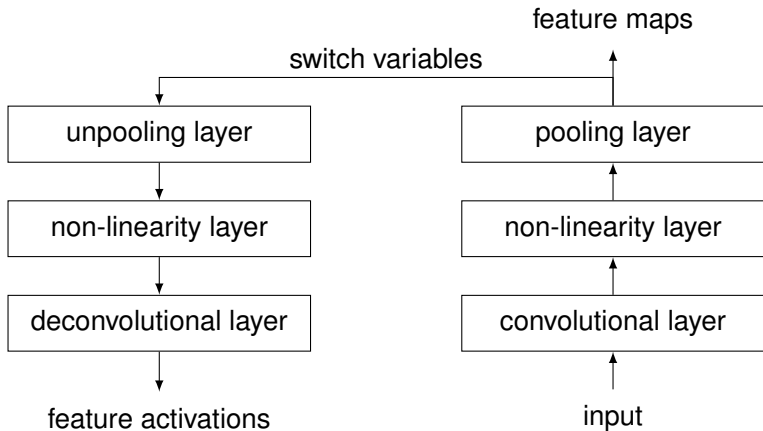 feature maps
switch variables
unpooling layer
pooling layer
non-linearity layer
non-linearity layer
deconvolutional layer
convolutional layer
feature activations
input